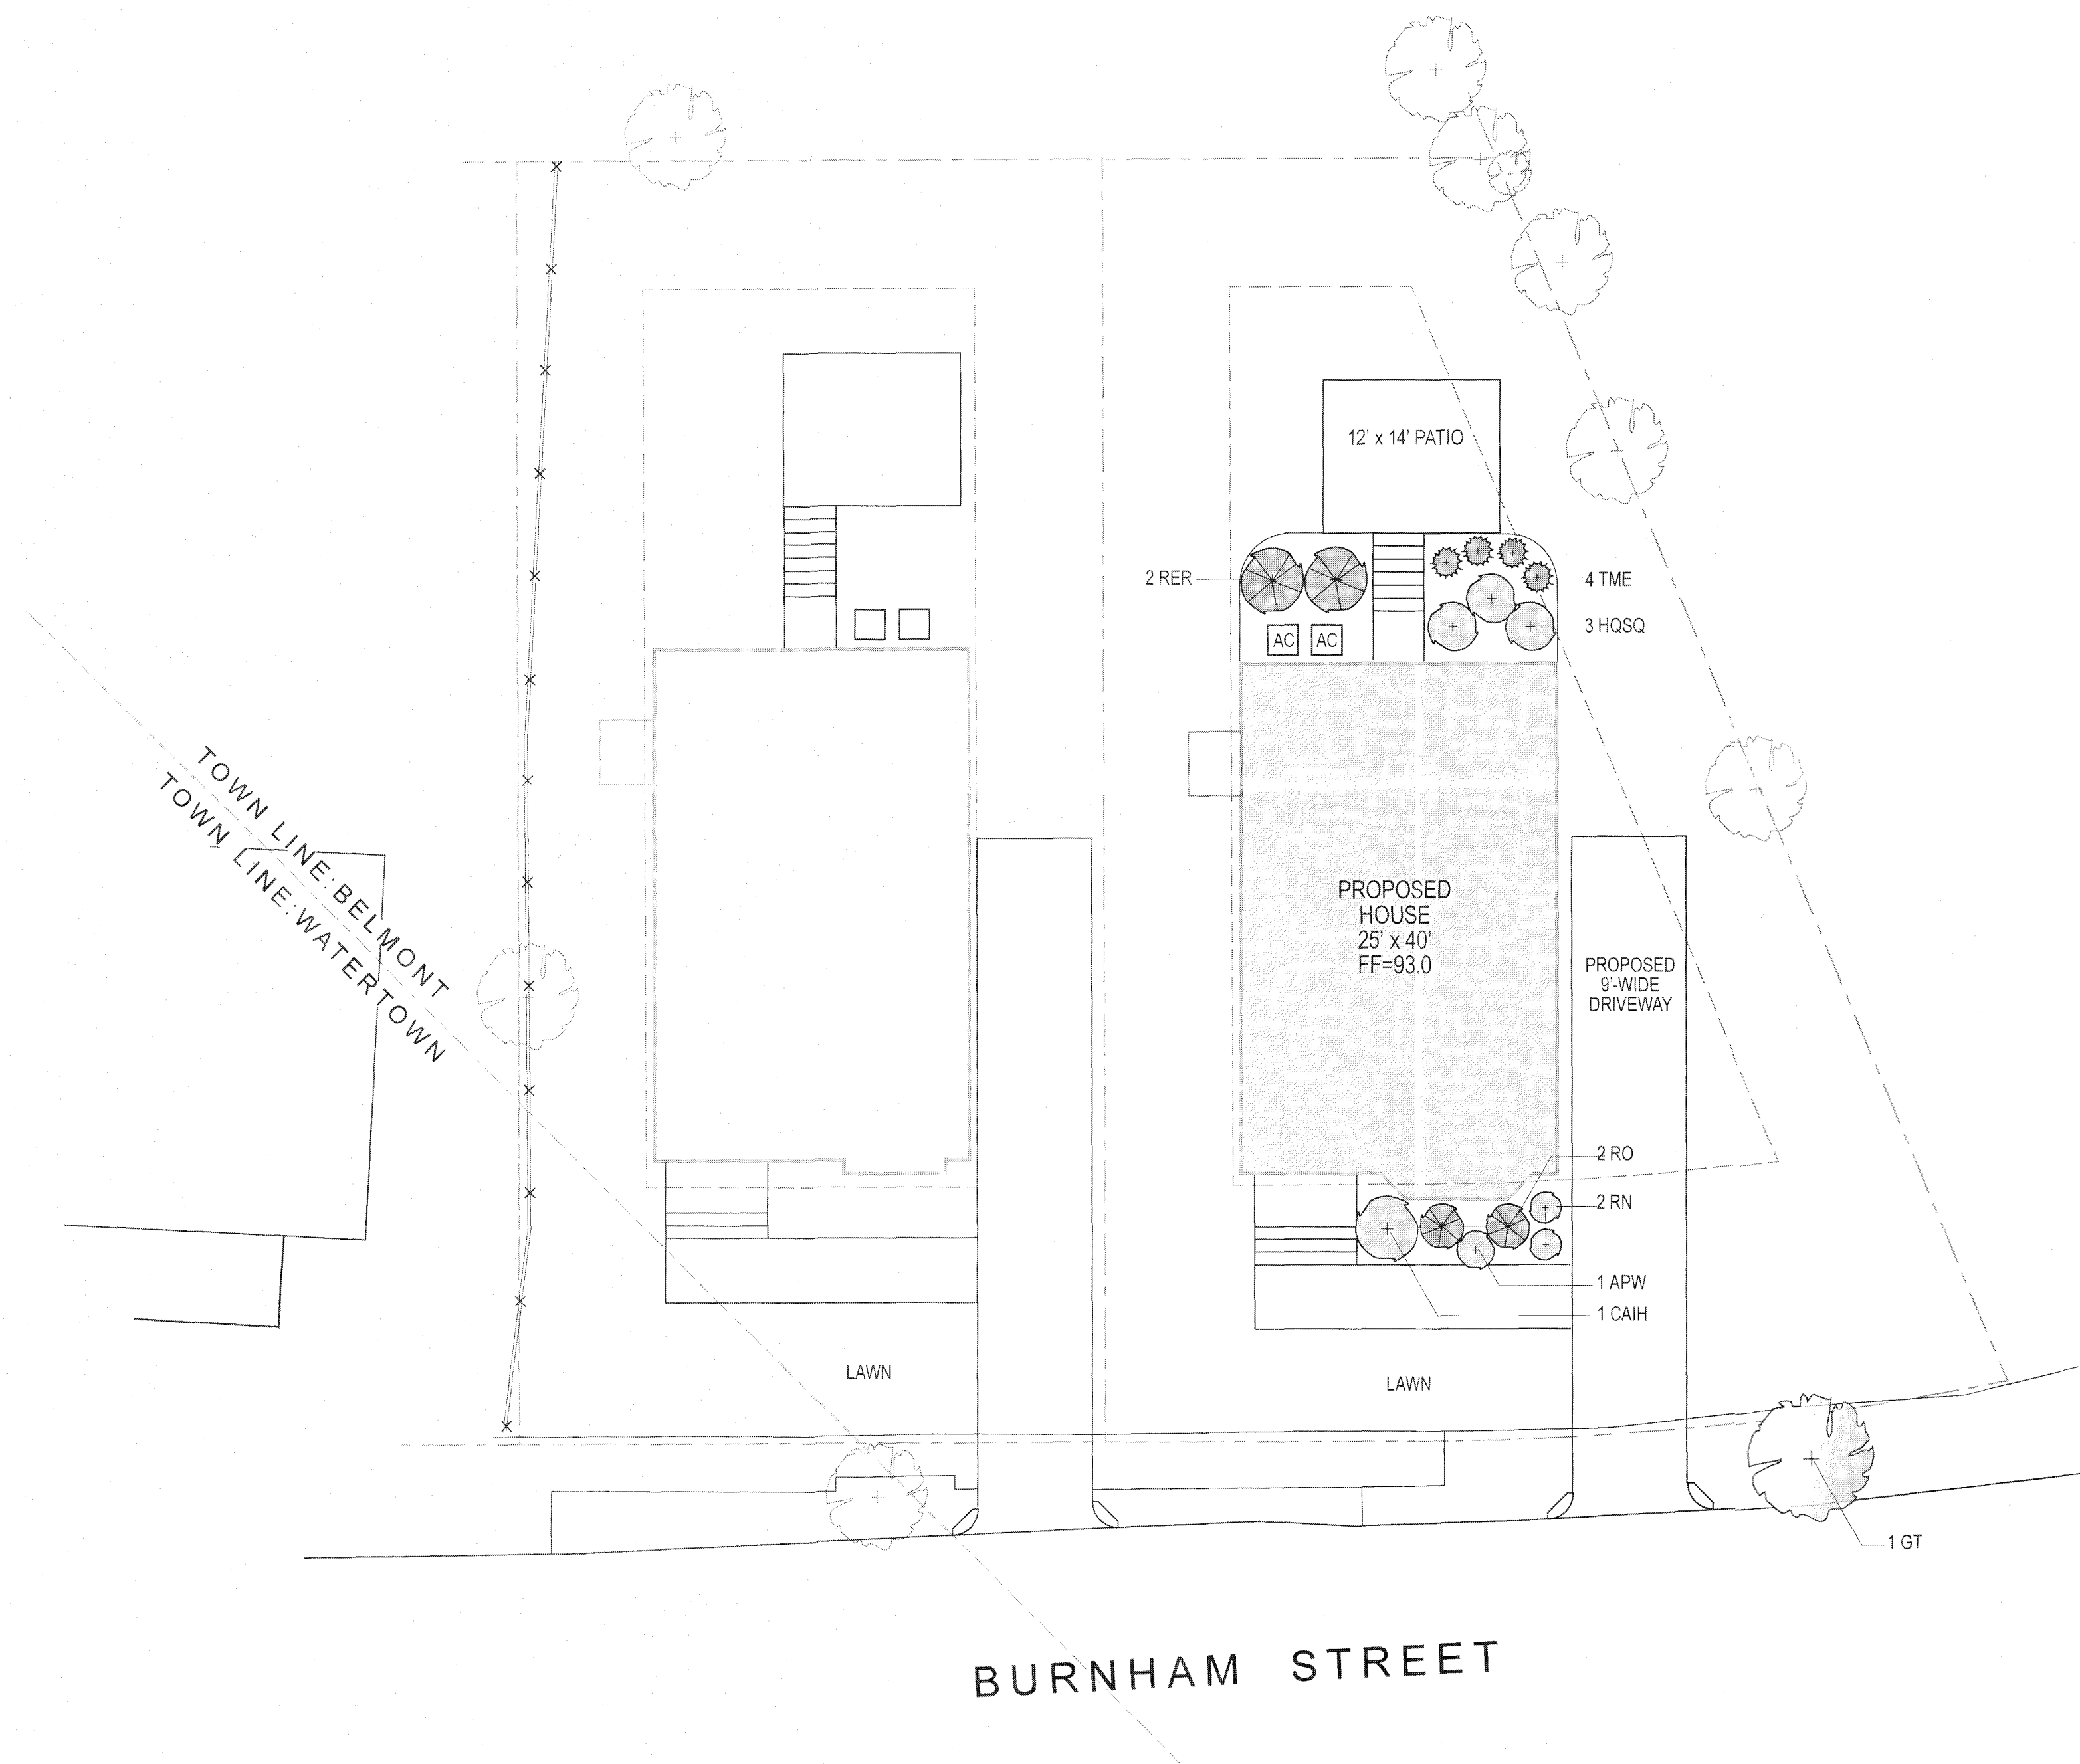 12' x 14' PATIO
2 RER
4 TME
3 HQSQ
AC
AC
TOWN LINE:BELMONT
TOWN LINE:WATERTOWN
PROPOSED
HOUSE
25' x 40'
FF=93.0
PROPOSED
9'-WIDE
DRIVEWAY
2 RO
2 RN
1 APW
1 CAIH
LAWN
LAWN
1 GT
BURNHAM STREET